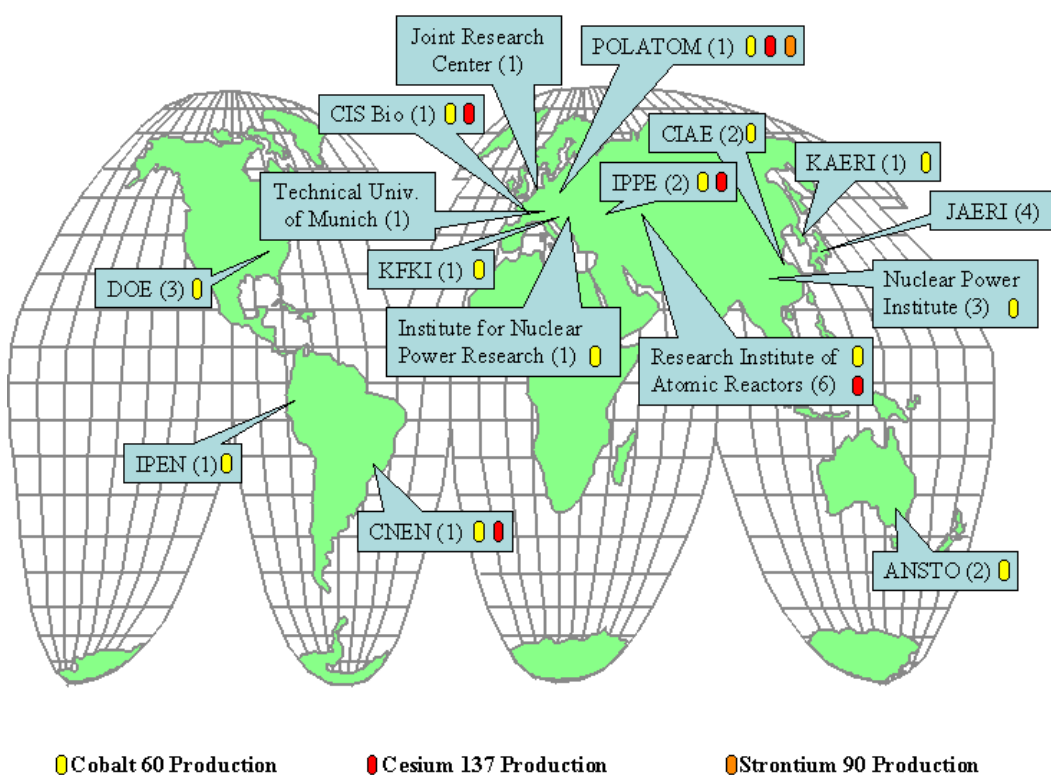 Joint Research
Center (1)
POLATOM (1)
CIS Bio (1)
CIAE (2)
KAERI (1)
Technical Univ.
of Munich (1)
IPPE (2)
JAERI (4)
KFKI (1)
DOE (3)
Nuclear Power
Institute (3)
Institute for Nuclear
Power Research (1)
Research Institute of
Atomic Reactors (6)
IPEN (1)
CNEN (1)
ANSTO (2)
Cobalt 60 Production
Cesium 137 Production
Strontium 90 Production